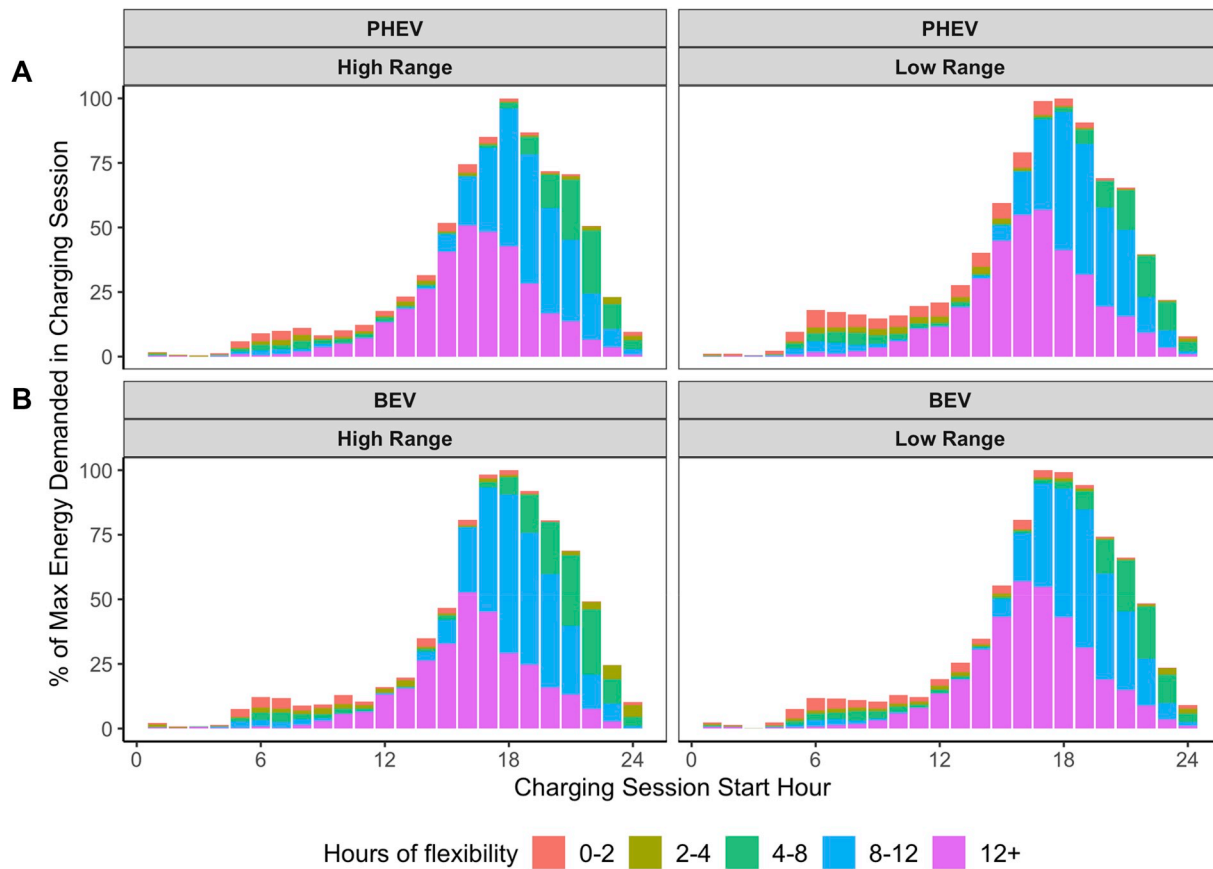 PHEV PHEV
A High Range Low Range
100
75
50
25
0
B BEV BEV
High Range Low Range
100
75
50
25
0
0 6 12 18 24 0 6 12 18 24
% of Max Energy Demanded in Charging Session
Charging Session Start Hour
Hours of flexibility 0-2 2-4 4-8 8-12 12+